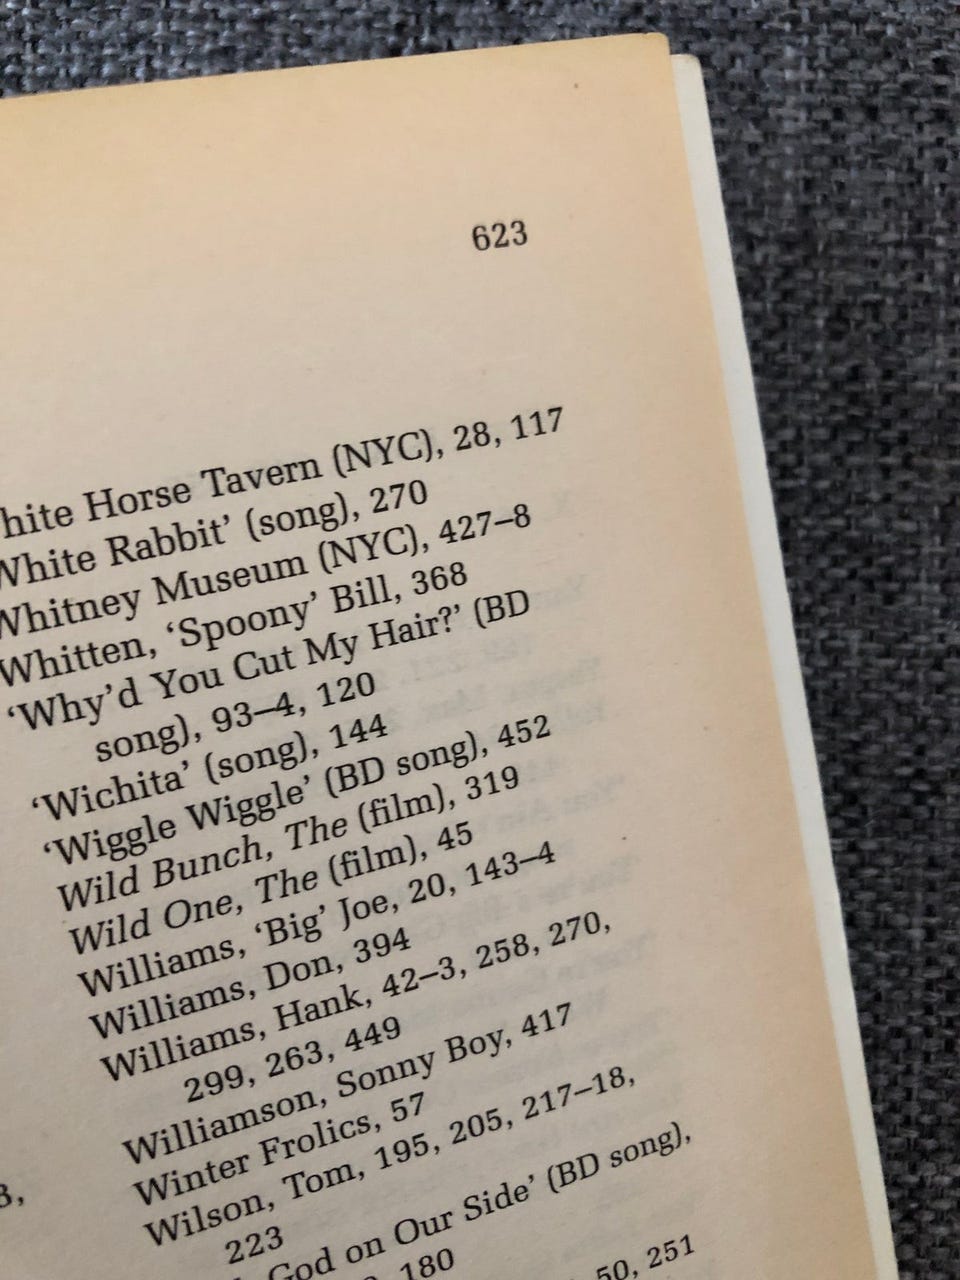 623
hite Horse Tavern (NYC), 28, 117
White Rabbit’ (song), 270
Whitney Museum (NYC), 427–8
Whitten, ‘Spoony’ Bill, 368
‘Why’d You Cut My Hair?’ (BD
song), 93–4, 120
‘Wichita’ (song), 144
‘Wiggle Wiggle’ (BD song), 452
Wild Bunch, The (film), 319
Wild One, The (film), 45
Williams, ‘Big’ Joe, 20, 143–4
Williams, Don, 394
Williams, Hank, 42–3, 258, 270,
299, 263, 449
Williamson, Sonny Boy, 417
Winter Frolics, 57
Wilson, Tom, 195, 205, 217–18,
223
God on Our Side’ (BD song),
180
50, 251